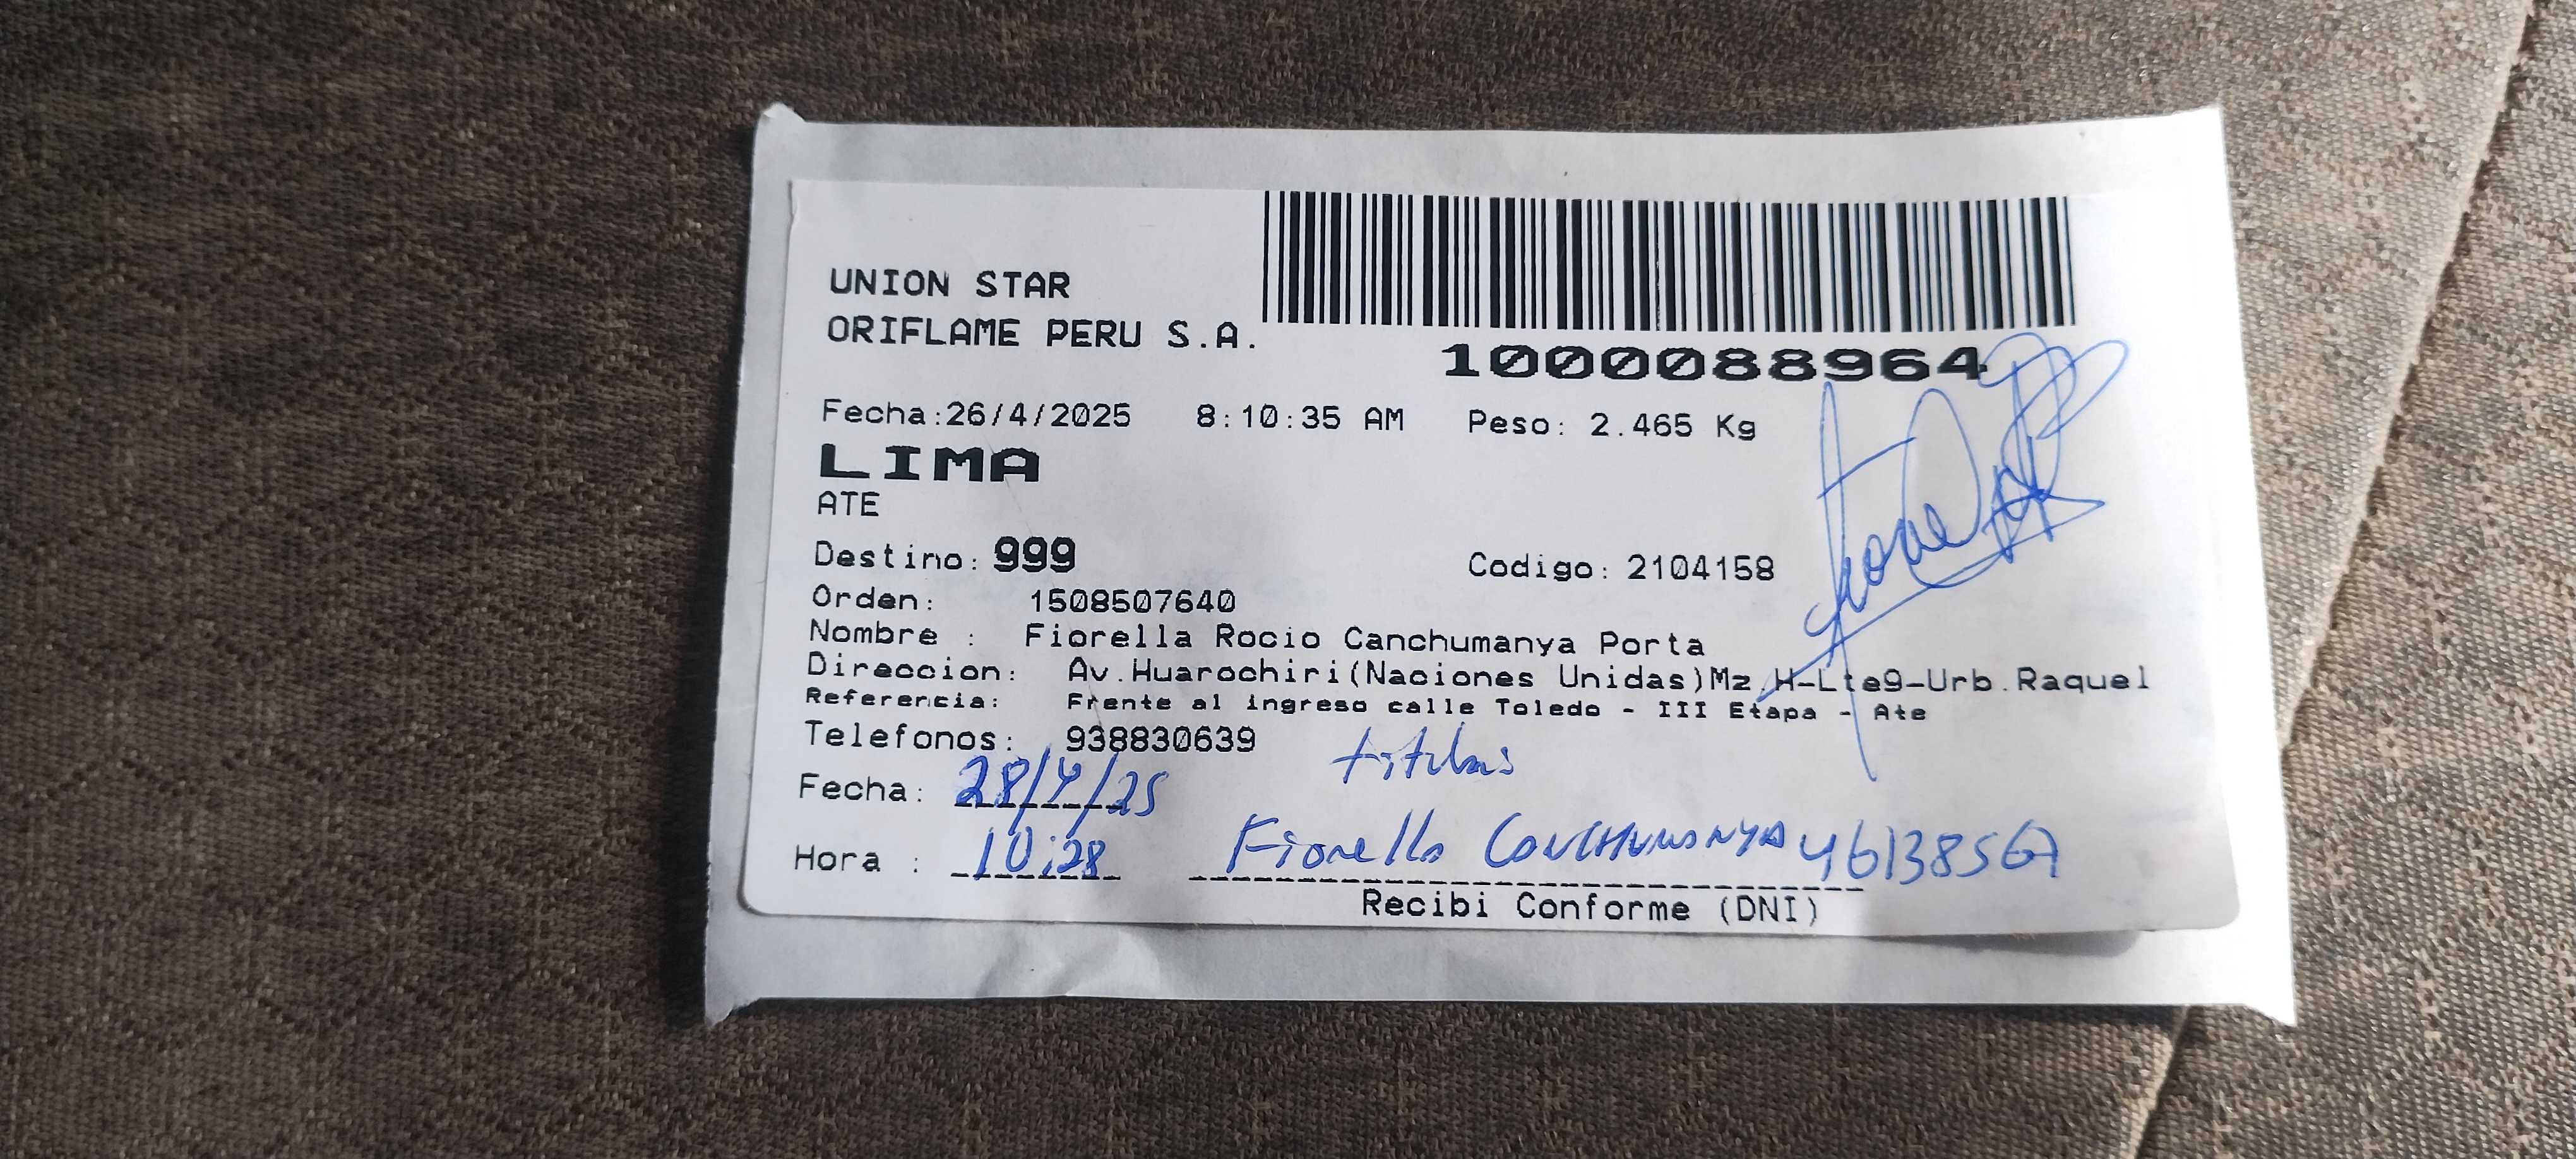 UNION STAR
ORIFLAME PERU S.A.
1000088964
Fecha:26/4/2025 8:10:35 AM Peso: 2.465 Kg
LIMA
ATE
Destino: 999 Codigo: 2104158
Orden: 1508507640
Nombre : Fiorella Rocio Canchumanya Porta
Direccion: Av.Huarochiri(Naciones Unidas)Mz.H-Lte9-Urb.Raquel
Referencia: Frente al ingreso calle Toledo - III Etapa - Ate
Telefonos: 938830639
Fecha: 28/4/25
Hora : 10:28 Fiorella Canchumanya
Recibi Conforme (DNI)